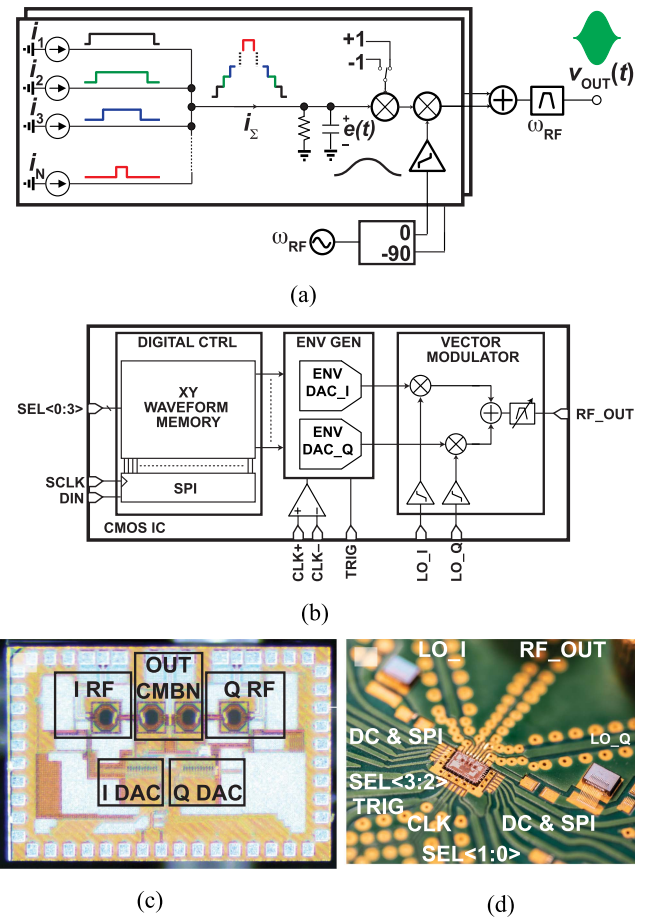 i1
+1
-1
i2
vOUT(t)
i3
iΣ
+
e(t)
−
ωRF
iN
ωRF
0
-90
(a)
DIGITAL CTRL
ENV GEN
VECTOR
MODULATOR
XY
WAVEFORM
MEMORY
ENV
DAC_I
SEL<0:3>
RF_OUT
ENV
DAC_Q
SCLK
DIN
SPI
CMOS IC
+
−
CLK+
CLK−
TRIG
LO_I
LO_Q
(b)
I RF
OUT
CMBN
Q RF
I DAC
Q DAC
(c)
LO_I
RF_OUT
DC & SPI
LO_Q
SEL<3:2>
TRIG
CLK
DC & SPI
SEL<1:0>
(d)